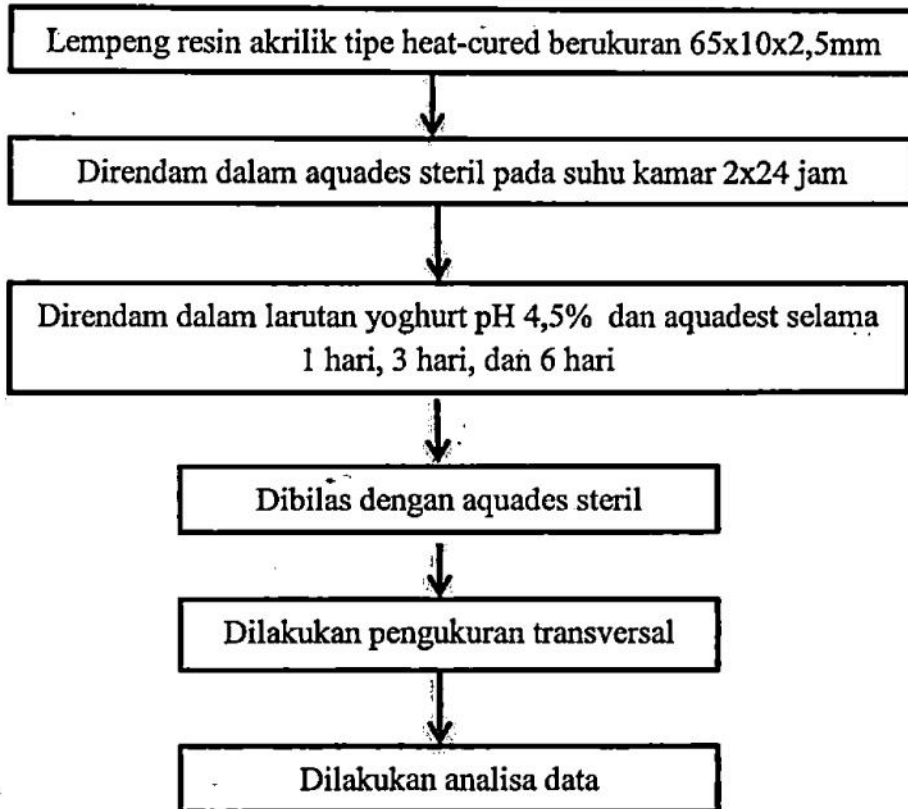 Lempeng resin akrilik tipe heat-cured berukuran 65x10x2,5mm
Direndam dalam aquades steril pada suhu kamar 2x24 jam
Direndam dalam larutan yoghurt pH 4,5% dan aquadest selama
1 hari, 3 hari, dan 6 hari
Dibilas dengan aquades steril
Dilakukan pengukuran transversal
Dilakukan analisa data